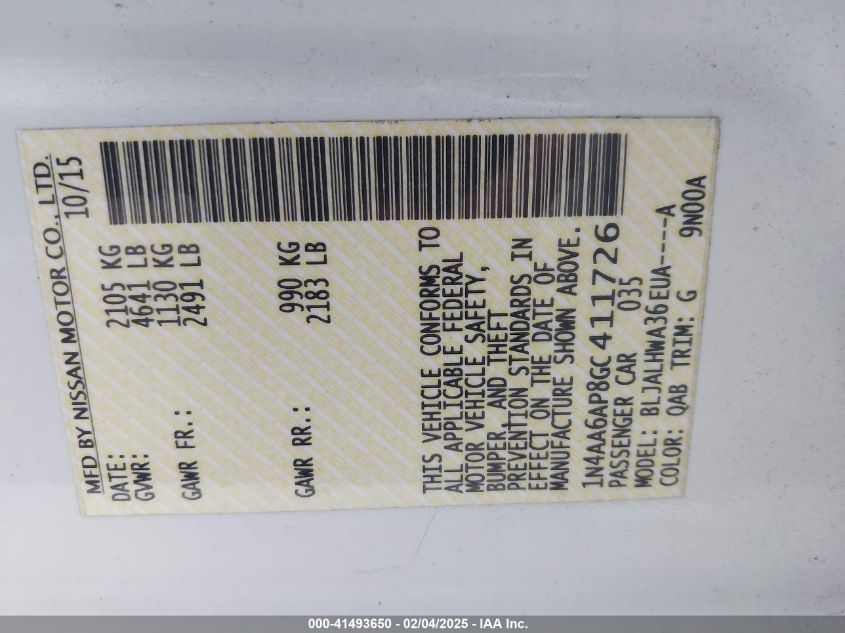 MFD BY NISSAN MOTOR CO., LTD.
DATE: 10/15
GVWR: 2105 KG
4641 LB
GAWR FR.: 1130 KG
2491 LB
GAWR RR.: 990 KG
2183 LB
THIS VEHICLE CONFORMS TO
ALL APPLICABLE FEDERAL
MOTOR VEHICLE SAFETY,
BUMPER, AND THEFT
PREVENTION STANDARDS IN
EFFECT ON THE DATE OF
MANUFACTURE SHOWN ABOVE.
1N4AA6AP8GC411726
PASSENGER CAR 035
MODEL: BLJALHWA36EUA----A
COLOR: QAB TRIM: G 9N00A
000-41493650 - 02/04/2025 - IAA Inc.